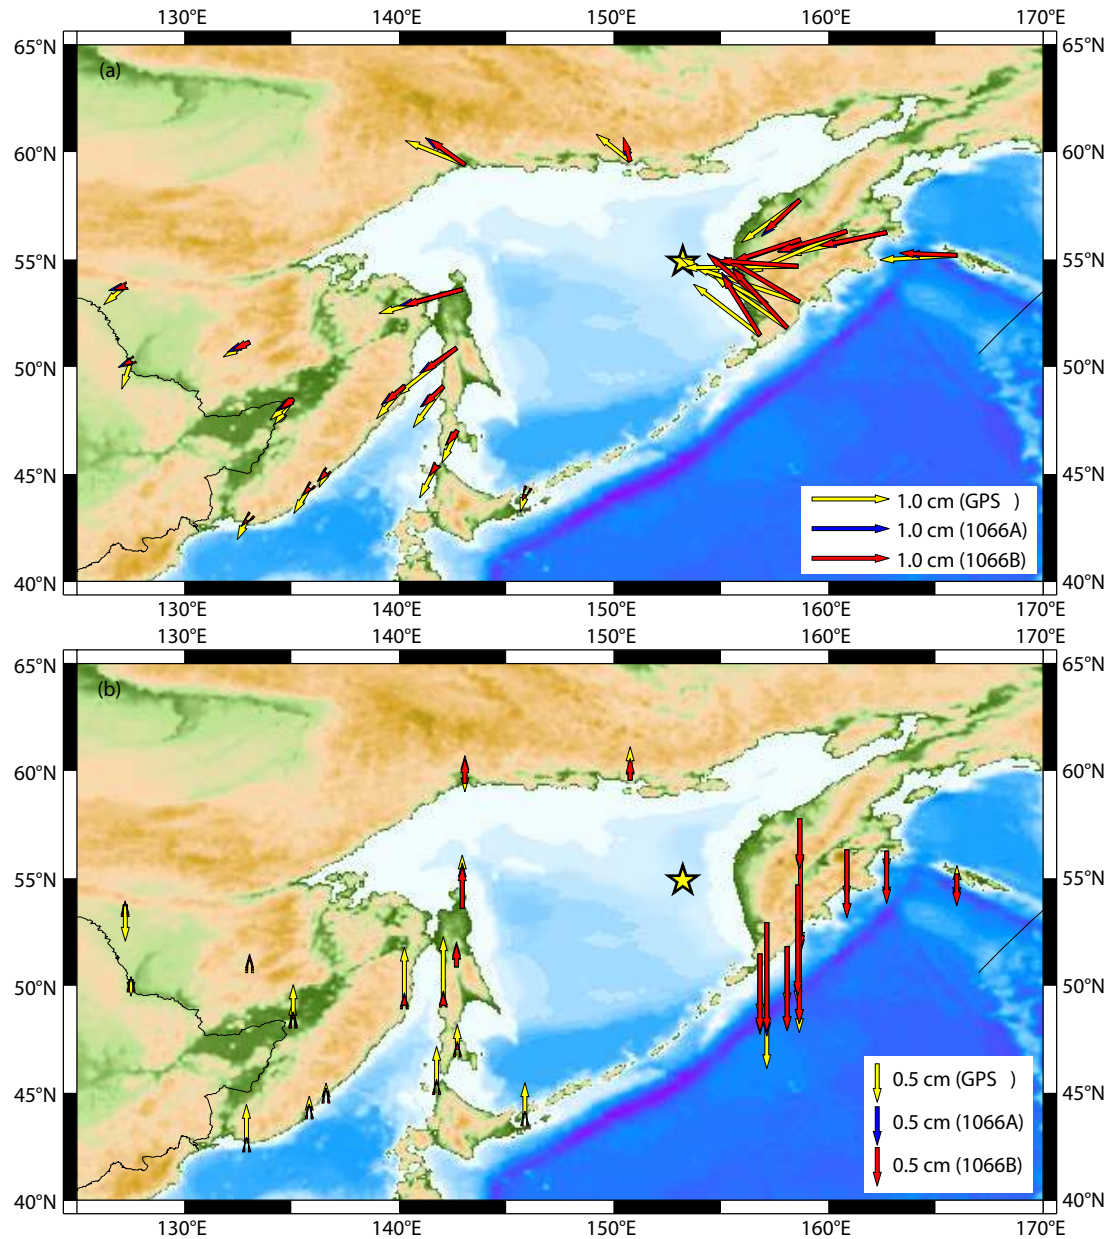 130°E 140°E 150°E 160°E 170°E
65°N 65°N
(a)
60°N 60°N
55°N 55°N
50°N 50°N
45°N 45°N
1.0 cm (GPS )
1.0 cm (1066A)
1.0 cm (1066B)
40°N 40°N
130°E 140°E 150°E 160°E 170°E
130°E 140°E 150°E 160°E 170°E
65°N 65°N
(b)
60°N 60°N
55°N 55°N
50°N 50°N
45°N 45°N
0.5 cm (GPS )
0.5 cm (1066A)
0.5 cm (1066B)
40°N 40°N
130°E 140°E 150°E 160°E 170°E